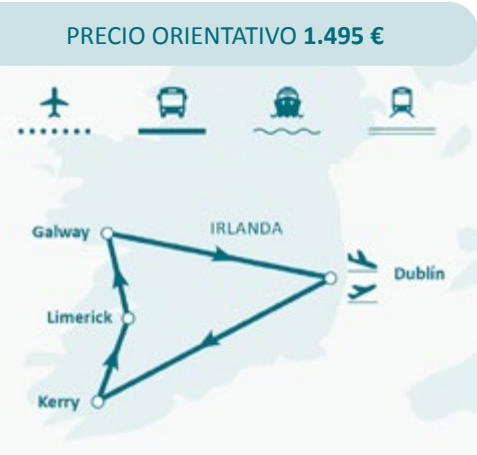 PRECIO ORIENTATIVO 1.495 €
Galway
IRLANDA
Dublín
Limerick
Kerry